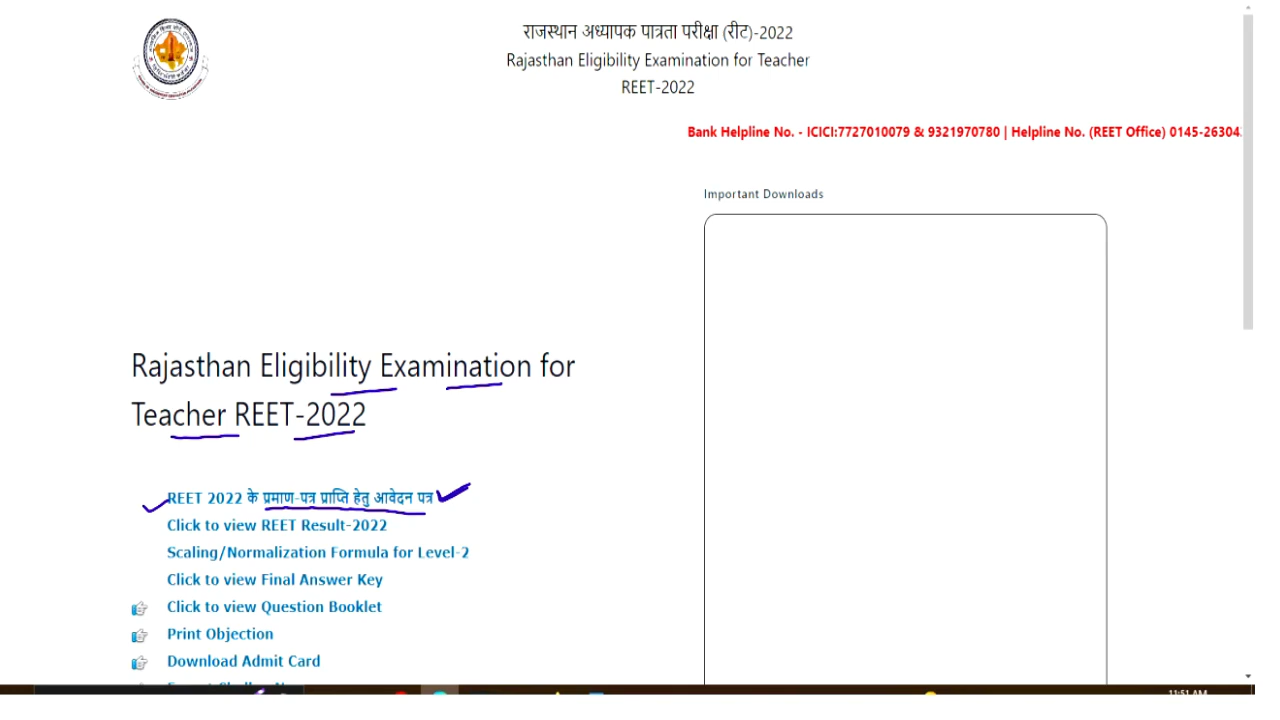 राजस्थान अध्यापक पात्रता परीक्षा (रीट)-2022
Rajasthan Eligibility Examination for Teacher
REET-2022
Bank Helpline No. - ICICI:7727010079 & 9321970780 | Helpline No. (REET Office) 0145-26304
Important Downloads
Rajasthan Eligibility Examination for
Teacher REET-2022
REET 2022 के प्रमाण-पत्र प्राप्ति हेतु आवेदन पत्र
Click to view REET Result-2022
Scaling/Normalization Formula for Level-2
Click to view Final Answer Key
Click to view Question Booklet
Print Objection
Download Admit Card
11:51 AM